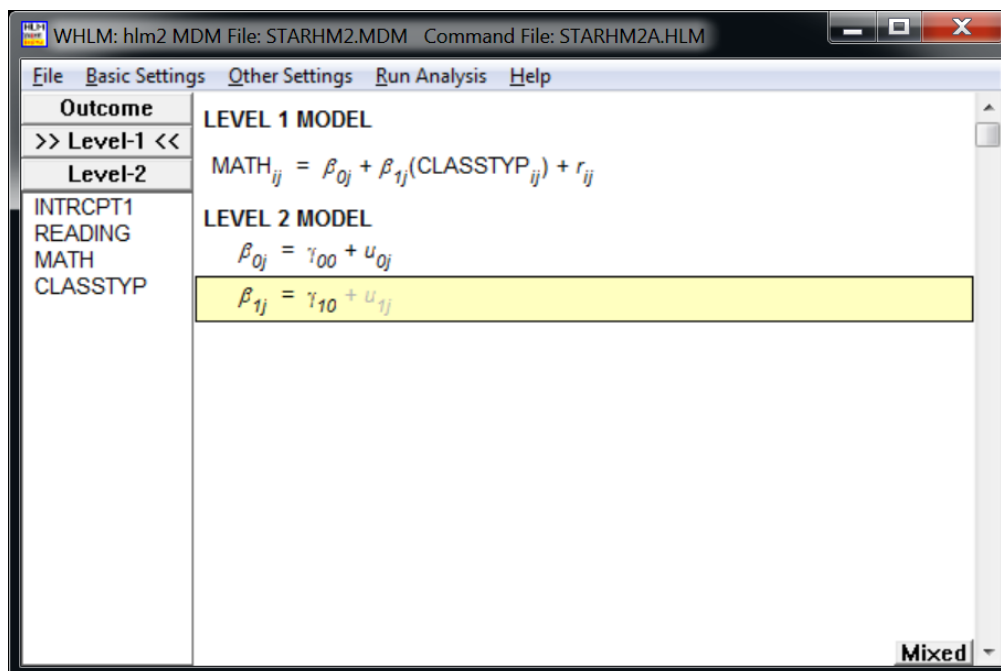 WHLM: hlm2 MDM File: STARHM2.MDM Command File: STARHM2A.HLM
File Basic Settings Other Settings Run Analysis Help
Outcome
>> Level-1 <<
Level-2
INTRCPT1
READING
MATH
CLASSTYP
LEVEL 1 MODEL
MATHij = β0j + β1j(CLASSTYPij) + rij
LEVEL 2 MODEL
β0j = γ00 + u0j
β1j = γ10 + u1j
Mixed